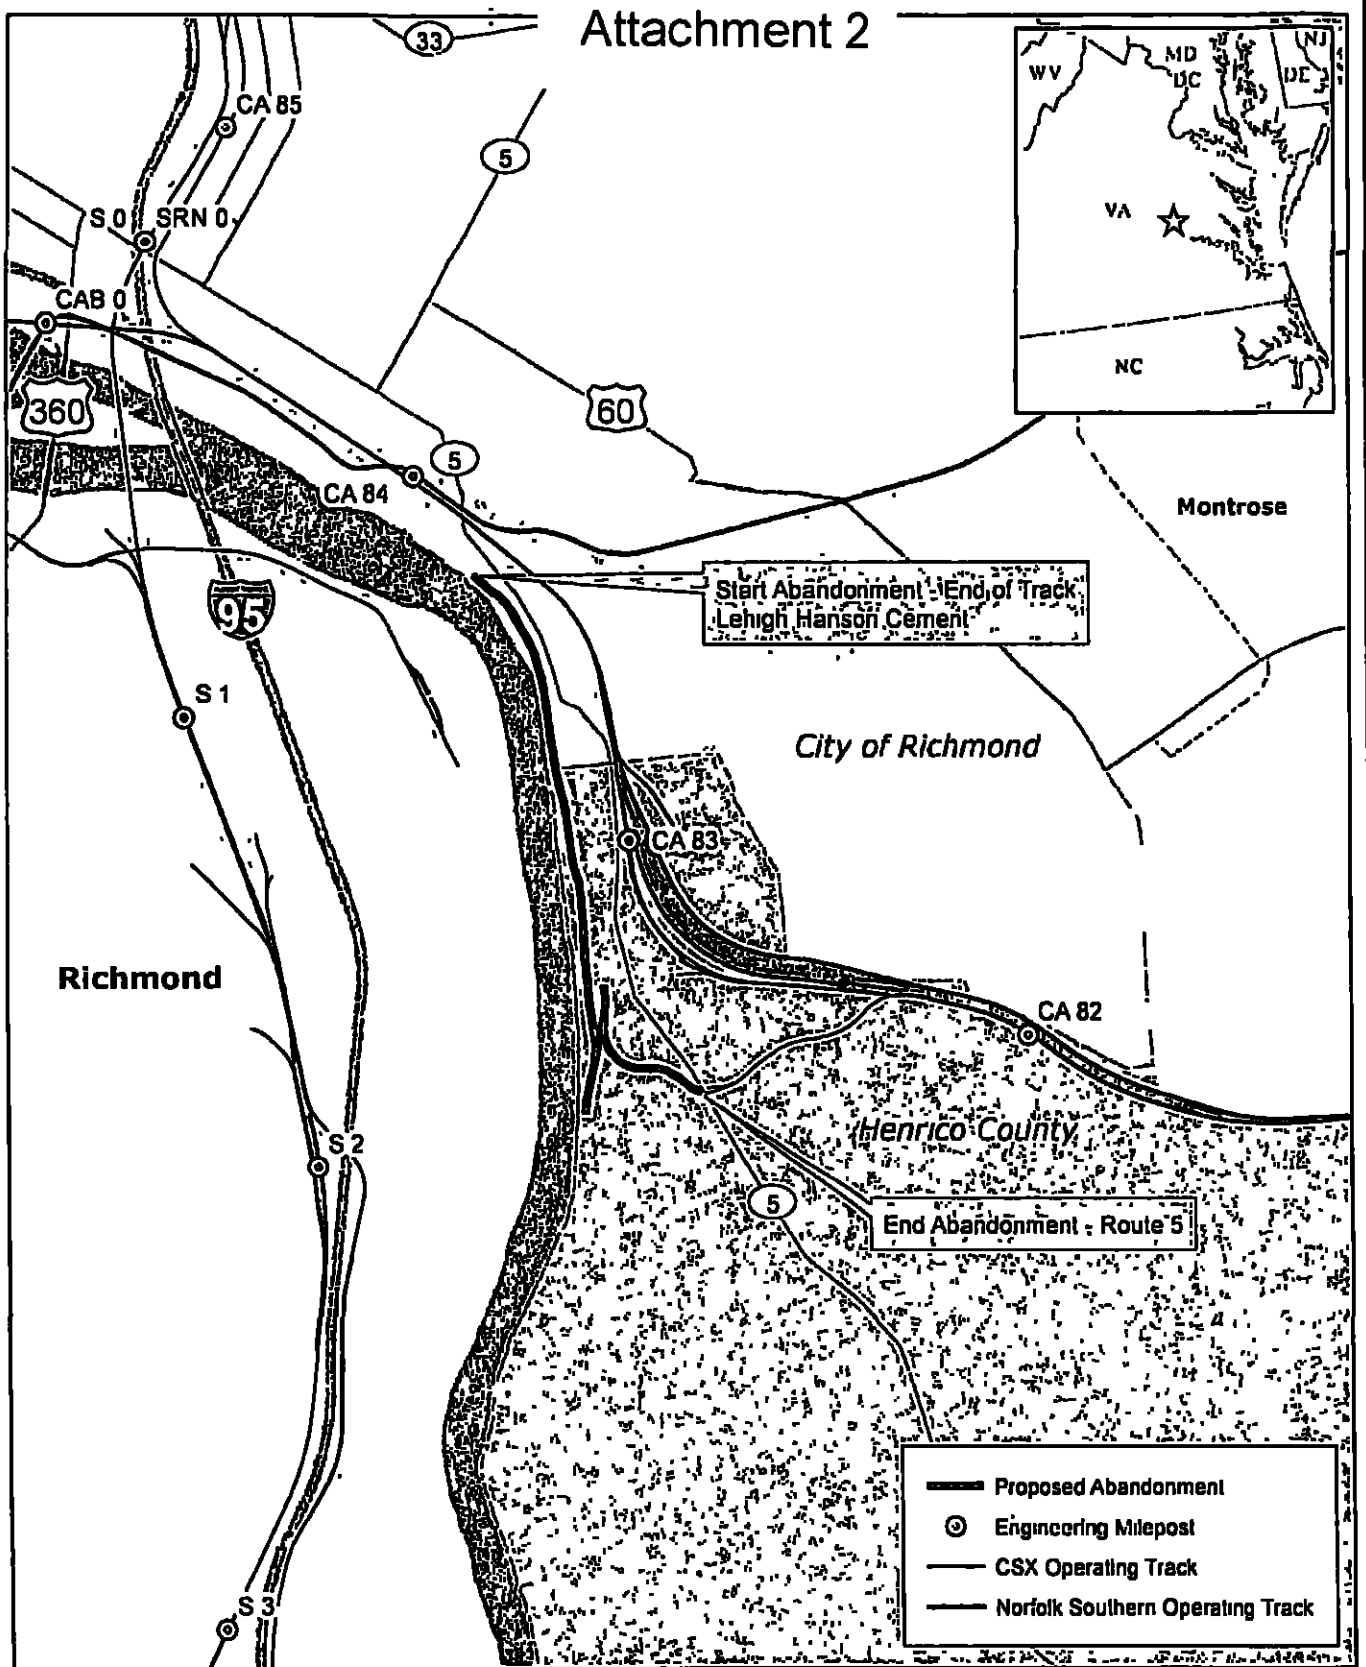 Attachment 2
33
WV
MD
DC
NJ
DE
VA
NC
CA 85
5
S 0
SRN 0
CAB 0
360
60
5
CA 84
Montrose
95
Start Abandonment - End of Track
Lehigh Hanson Cement
S 1
City of Richmond
CA 83
Richmond
CA 82
Henrico County
S 2
5
End Abandonment - Route 5
Proposed Abandonment
Engineering Milepost
CSX Operating Track
Norfolk Southern Operating Track
S 3